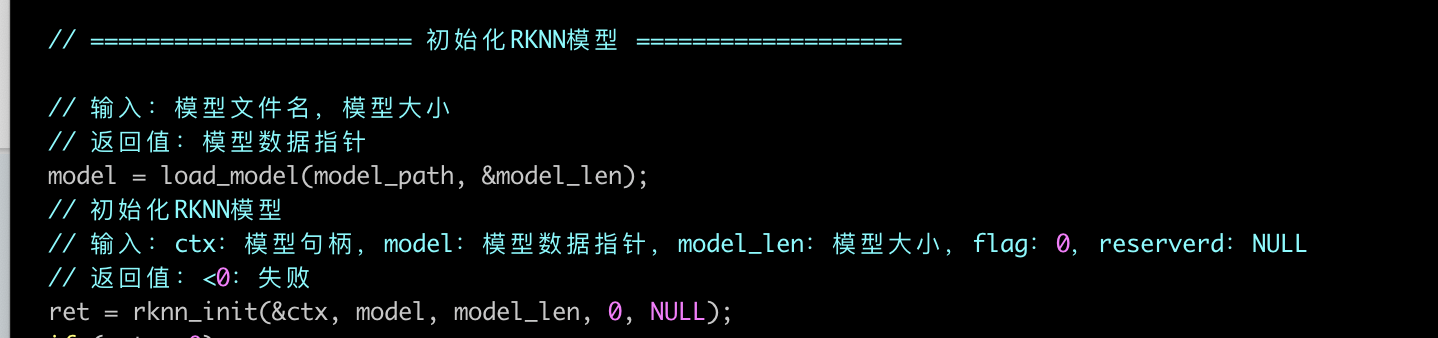 // ======================= 初始化RKNN模型 ===================
// 输入: 模型文件名, 模型大小
// 返回值: 模型数据指针
model = load_model(model_path, &model_len);
// 初始化RKNN模型
// 输入: ctx: 模型句柄, model: 模型数据指针, model_len: 模型大小, flag: 0, reserverd: NULL
// 返回值: <0: 失败
ret = rknn_init(&ctx, model, model_len, 0, NULL);